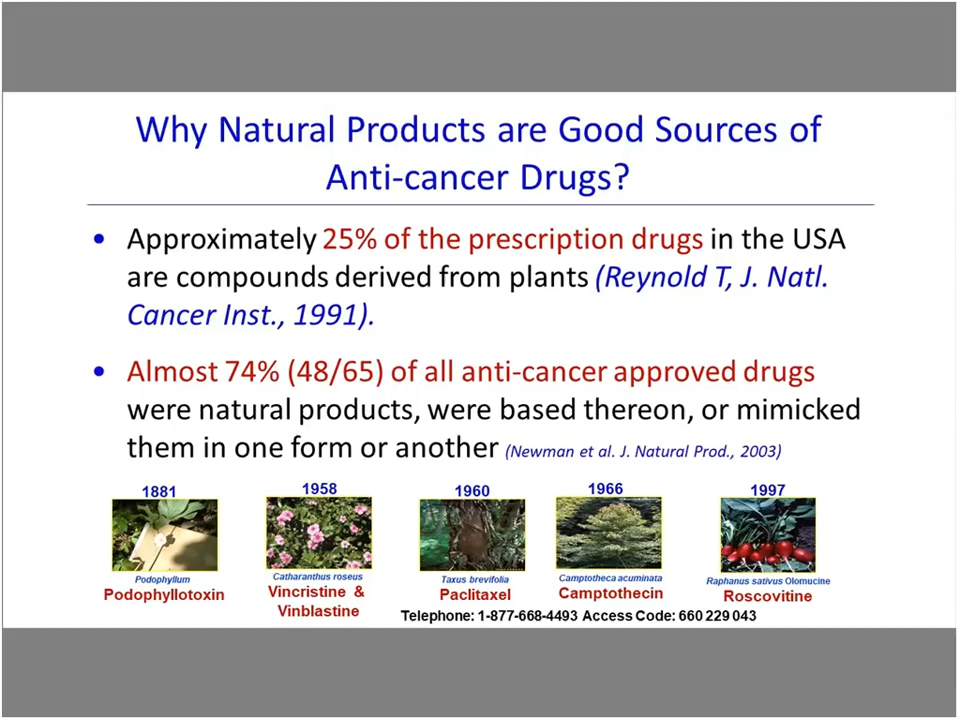 Why Natural Products are Good Sources of
Anti-cancer Drugs?
• Approximately 25% of the prescription drugs in the USA
are compounds derived from plants (Reynold T, J. Natl.
Cancer Inst., 1991).
• Almost 74% (48/65) of all anti-cancer approved drugs
were natural products, were based thereon, or mimicked
them in one form or another (Newman et al. J. Natural Prod., 2003)
1881 1958 1960 1966 1997
Podophyllum Catharanthus roseus Taxus brevifolia Camptotheca acuminata Raphanus sativus Olomucine
Podophyllotoxin Vincristine & Paclitaxel Camptothecin Roscovitine
Vinblastine
Telephone: 1-877-668-4493 Access Code: 660 229 043